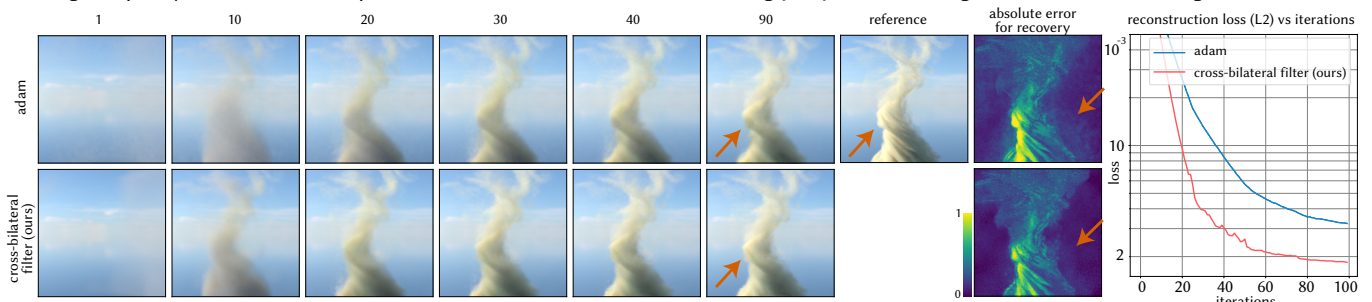 1 10 20 30 40 90 reference absolute error
for recovery
reconstruction loss (L2) vs iterations
adam
cross-bilateral
filter (ours)
1
0
10-3
10
2
loss
adam
cross-bilateral filter (ours)
0 20 40 60 80 100
iterations